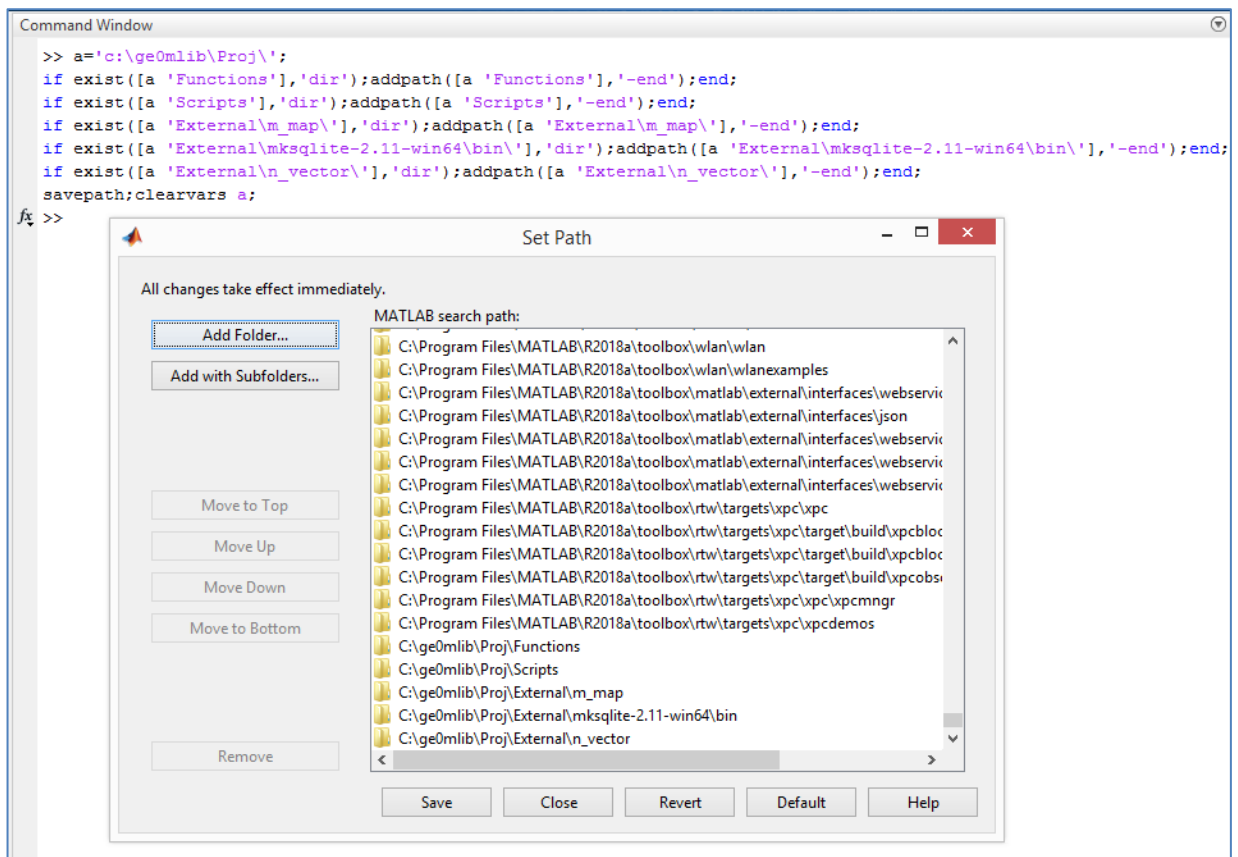 Command Window
>> a='c:\ge0mlib\Proj\';
if exist([a 'Functions'],'dir');addpath([a 'Functions'],'-end');end;
if exist([a 'Scripts'],'dir');addpath([a 'Scripts'],'-end');end;
if exist([a 'External\m_map\'],'dir');addpath([a 'External\m_map\'],'-end');end;
if exist([a 'External\mksqlite-2.11-win64\bin\'],'dir');addpath([a 'External\mksqlite-2.11-win64\bin\'],'-end');end;
if exist([a 'External\n_vector\'],'dir');addpath([a 'External\n_vector\'],'-end');end;
savepath;clearvars a;
fx >>
Set Path
All changes take effect immediately.
MATLAB search path:
Add Folder...
Add with Subfolders...
Move to Top
Move Up
Move Down
Move to Bottom
Remove
C:\Program Files\MATLAB\R2018a\toolbox\wlan\wlan
C:\Program Files\MATLAB\R2018a\toolbox\wlan\wlanexamples
C:\Program Files\MATLAB\R2018a\toolbox\matlab\external\interfaces\webservic
C:\Program Files\MATLAB\R2018a\toolbox\matlab\external\interfaces\json
C:\Program Files\MATLAB\R2018a\toolbox\matlab\external\interfaces\webservic
C:\Program Files\MATLAB\R2018a\toolbox\matlab\external\interfaces\webservic
C:\Program Files\MATLAB\R2018a\toolbox\matlab\external\interfaces\webservic
C:\Program Files\MATLAB\R2018a\toolbox\rtw\targets\xpc\xpc
C:\Program Files\MATLAB\R2018a\toolbox\rtw\targets\xpc\target\build\xpcbloc
C:\Program Files\MATLAB\R2018a\toolbox\rtw\targets\xpc\target\build\xpcbloc
C:\Program Files\MATLAB\R2018a\toolbox\rtw\targets\xpc\target\build\xpcobs
C:\Program Files\MATLAB\R2018a\toolbox\rtw\targets\xpc\xpc\xpcmngr
C:\Program Files\MATLAB\R2018a\toolbox\rtw\targets\xpc\xpcdemos
C:\ge0mlib\Proj\Functions
C:\ge0mlib\Proj\Scripts
C:\ge0mlib\Proj\External\m_map
C:\ge0mlib\Proj\External\mksqlite-2.11-win64\bin
C:\ge0mlib\Proj\External\n_vector
Save
Close
Revert
Default
Help